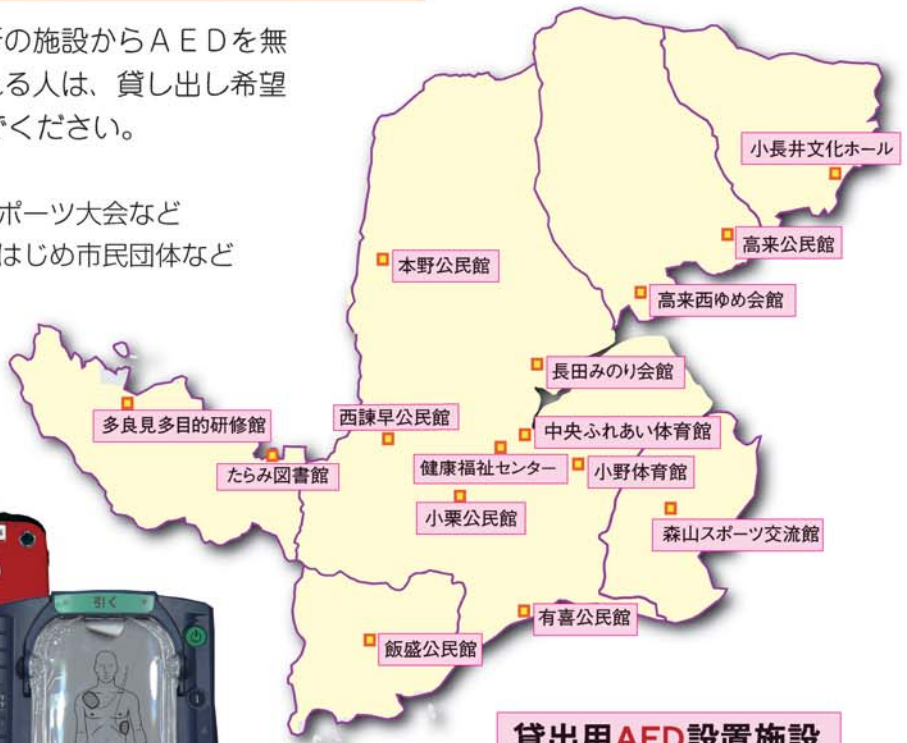 の施設からAEDを無
る人は、貸し出し希望
でください。
ポーツ大会など
はじめ市民団体など
小長井文化ホール
高来公民館
本野公民館
高来西ゆめ会館
長田みのり会館
多良見多目的研修館
西諫早公民館
中央ふれあい体育館
たらみ図書館
健康福祉センター
小野体育館
小栗公民館
森山スポーツ交流館
有喜公民館
飯盛公民館
引く
貸出用AED設置施設